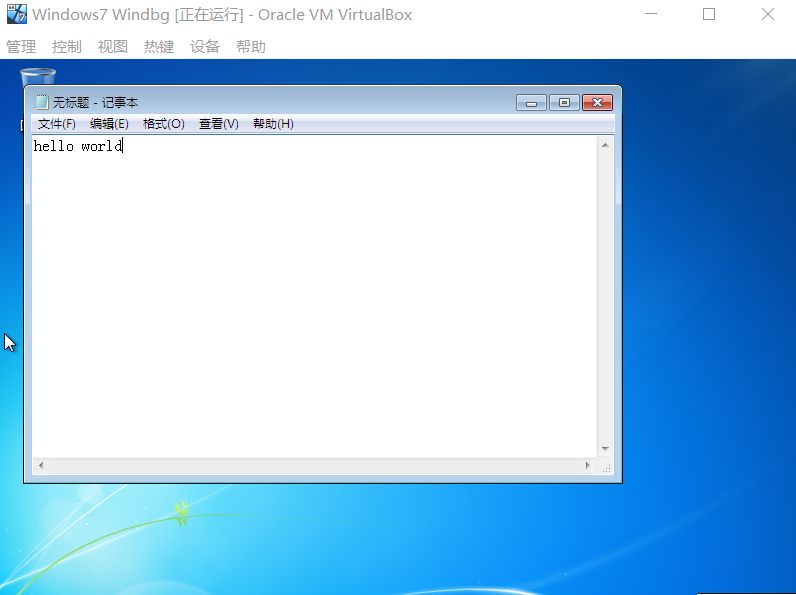 Windows7 Windbg [正在运行] - Oracle VM VirtualBox
管理 控制 视图 热键 设备 帮助
无标题 - 记事本
文件(F) 编辑(E) 格式(O) 查看(V) 帮助(H)
hello world